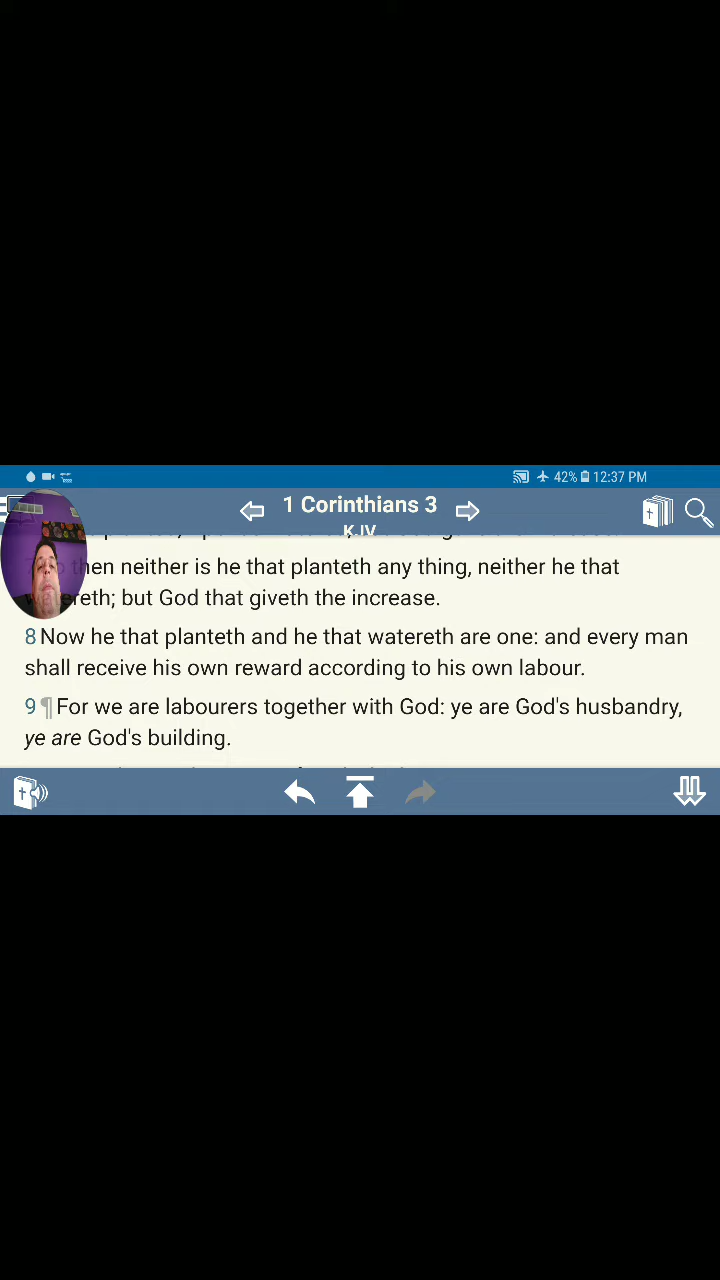 42% 12:37 PM
1 Corinthians 3
KJV
then neither is he that planteth any thing, neither he that
but God that giveth the increase.
8 Now he that planteth and he that watereth are one: and every man
shall receive his own reward according to his own labour.
9 ¶ For we are labourers together with God: ye are God's husbandry,
ye are God's building.